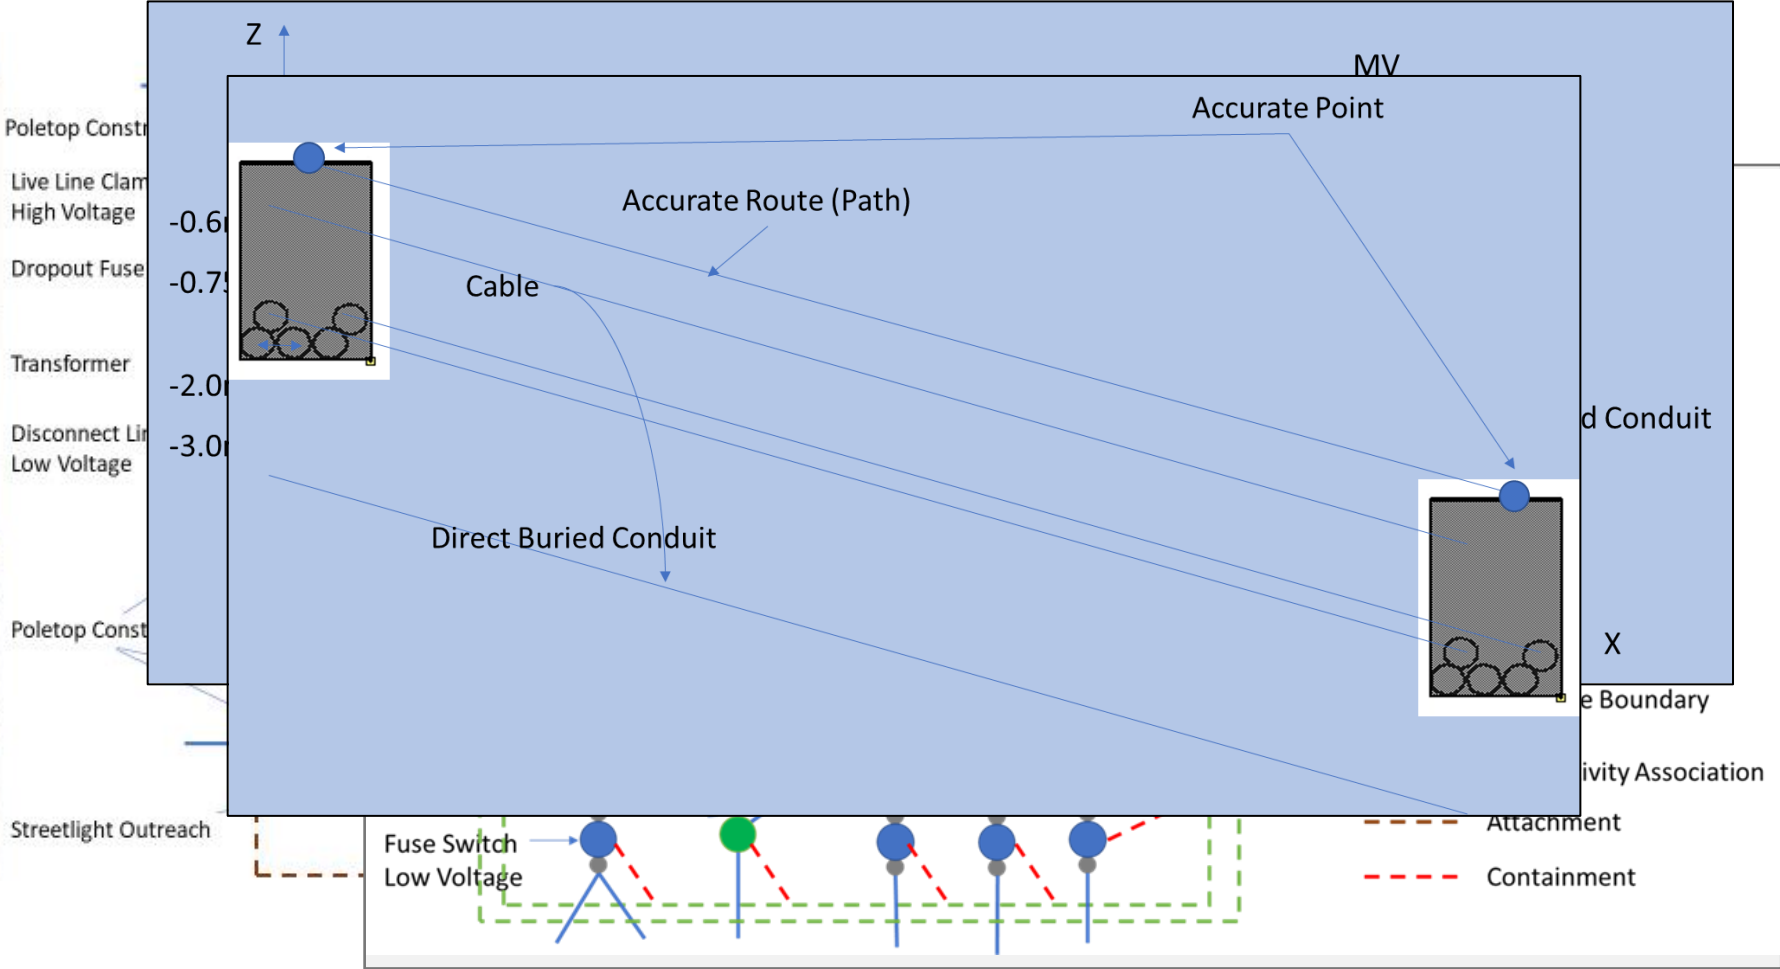 Z
MV
Accurate Point
Poletop Constr
Live Line Clam
High Voltage
Accurate Route (Path)
-0.6
Dropout Fuse
-0.75
Cable
Transformer
-2.0
Disconnect Lin
Low Voltage
-3.0
d Conduit
Direct Buried Conduit
Poletop Const
X
e Boundary
ivity Association
Streetlight Outreach
Attachment
Fuse Switch
Low Voltage
Containment